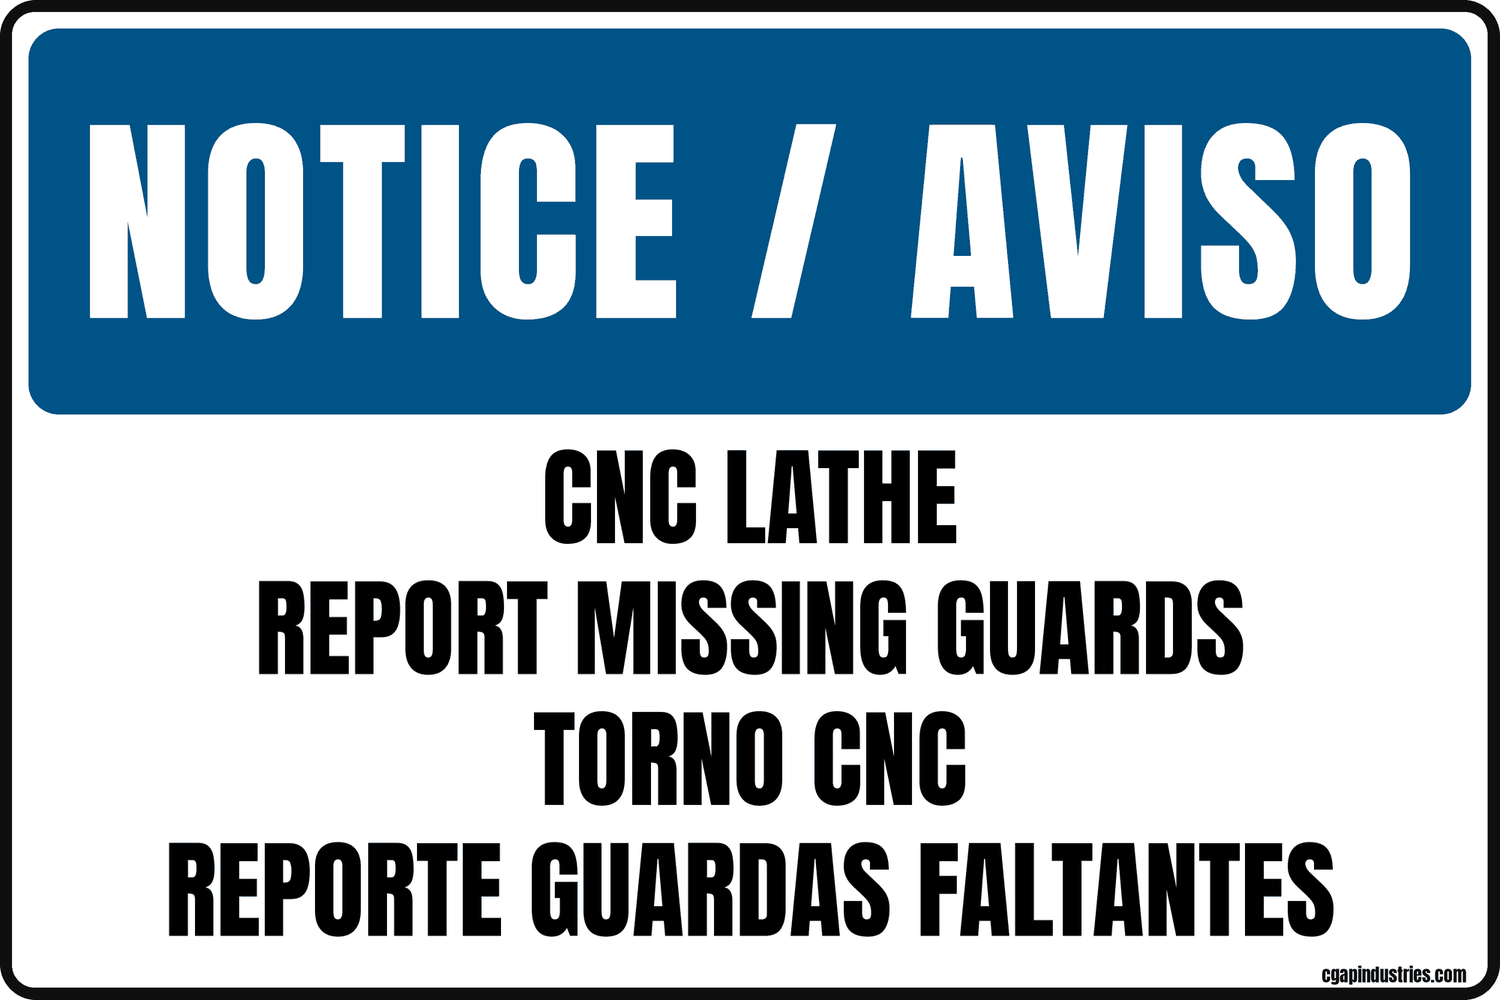 NOTICE / AVISO
CNC LATHE
REPORT MISSING GUARDS
TORNO CNC
REPORTE GUARDAS FALTANTES
cgapindustries.com